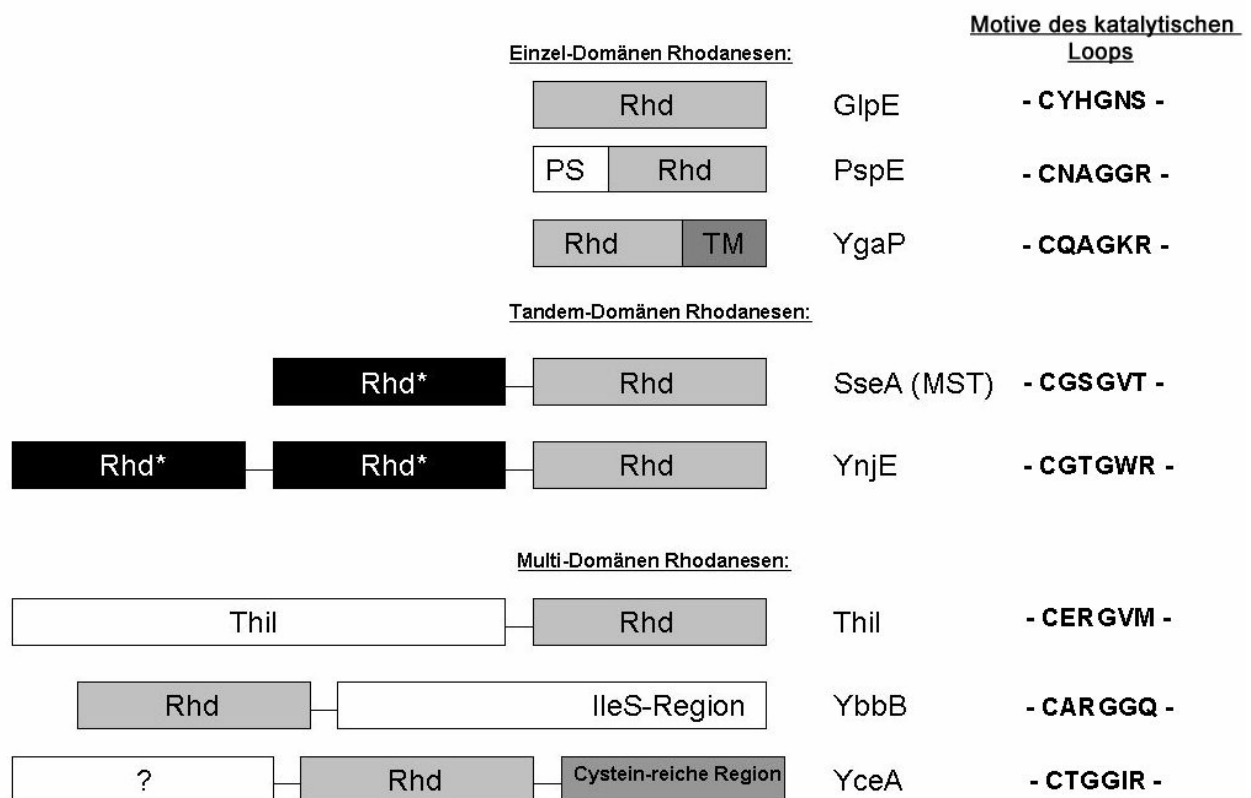 Motive des katalytischen
Loops
Einzel-Domänen Rhodanesen:
Rhd GlpE - CYHGNS -
PS Rhd PspE - CNAGGR -
Rhd TM YgaP - CQAGKR -
Tandem-Domänen Rhodanesen:
Rhd* Rhd SseA (MST) - CGSGVT -
Rhd* Rhd* Rhd YnjE - CGTGWR -
Multi-Domänen Rhodanesen:
ThiI Rhd ThiI - CERGVM -
Rhd IleS-Region YbbB - CARGGQ -
? Rhd Cystein-reiche Region YceA - CTGGIR -